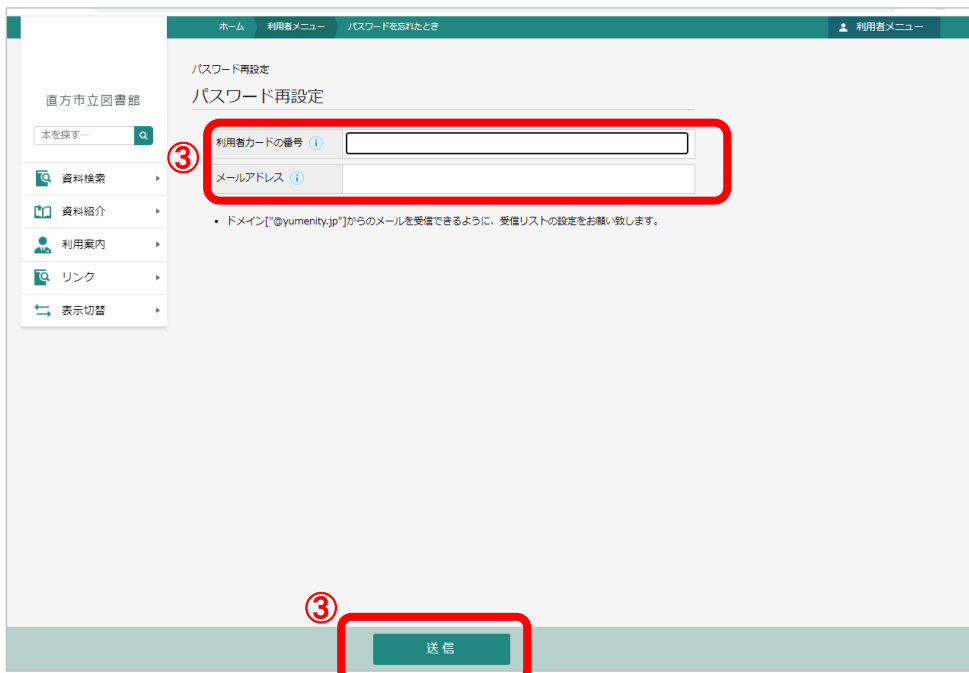 ホーム 利用者メニュー パスワードを忘れたとき 利用者メニュー
直方市立図書館
本を探す…
資料検索
資料紹介
利用案内
リンク
表示切替
パスワード再設定
パスワード再設定
③
利用者カードの番号 i
メールアドレス i
• ドメイン["@yumenity.jp"]からのメールを受信できるように、受信リストの設定をお願い致します。
③
送信